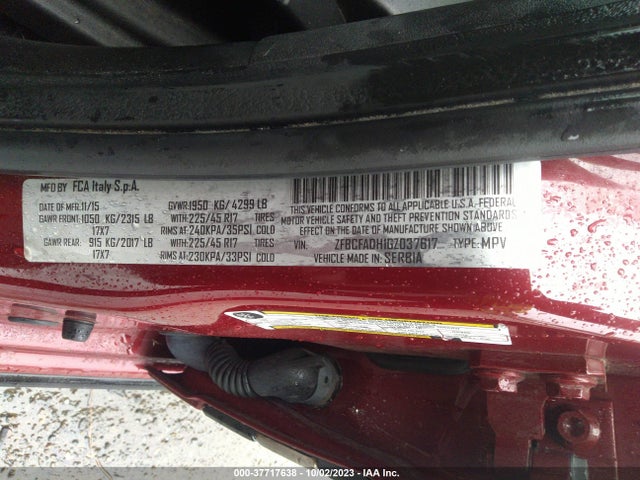 MFD BY FCA Italy S.p.A.
DATE OF MFR: 11/15 GVWR: 1950 KG/ 4299 LB
GAWR FRONT: 1050 KG/ 2315 LB WITH 225/45 R17 TIRES
17X7 RIMS AT 240KPA/35PSI COLD
GAWR REAR: 915 KG/ 2017 LB WITH 225/45 R17 TIRES
17X7 RIMS AT 230KPA/33PSI COLD
THIS VEHICLE CONFORMS TO ALL APPLICABLE U.S.A. FEDERAL
MOTOR VEHICLE SAFETY AND THEFT PREVENTION STANDARDS
IN EFFECT ON THE DATE OF MANUFACTURE SHOWN ABOVE
VIN: TYPE: MPV
VEHICLE MADE IN: SERBIA
000-37717638 - 10/02/2023 - IAA Inc.